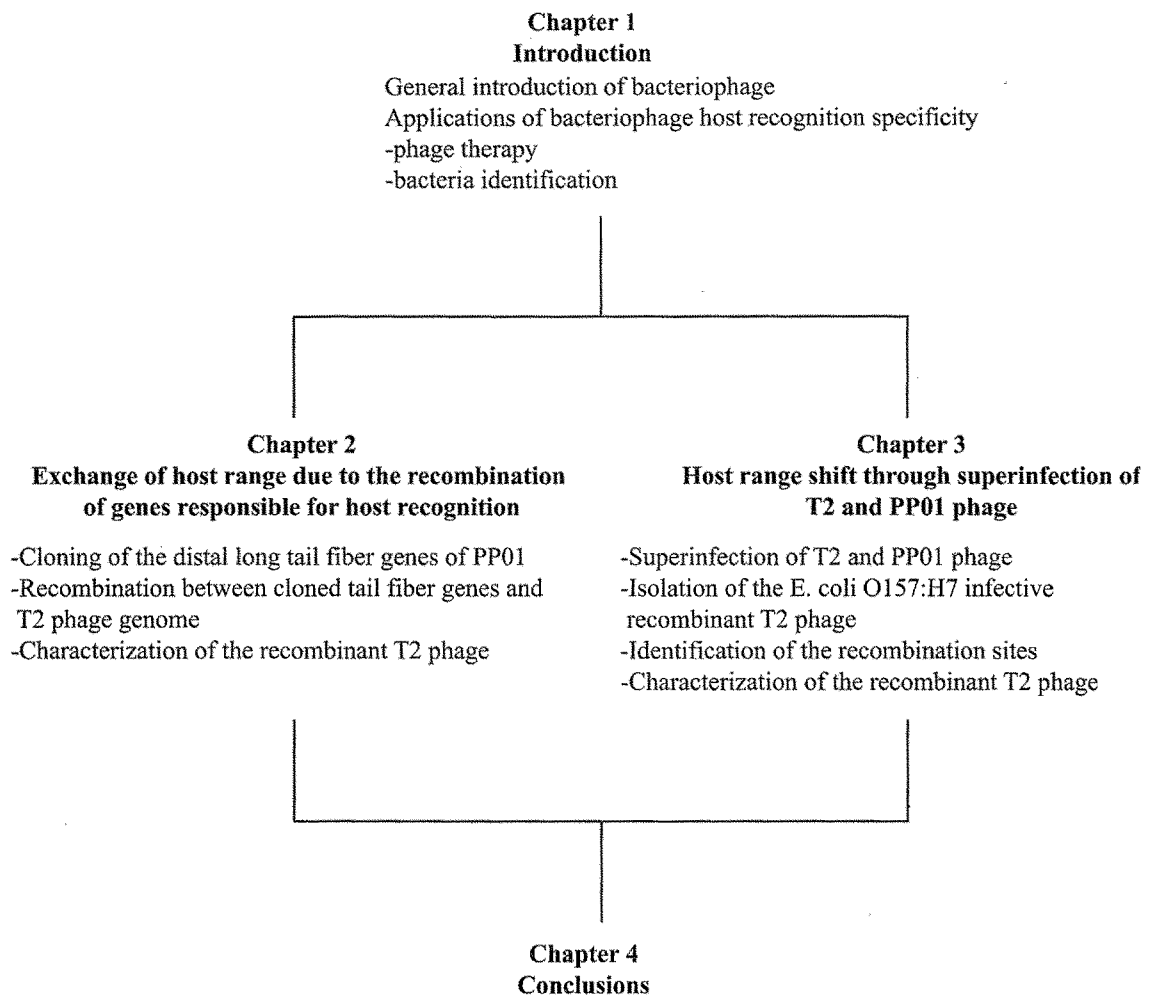 Chapter 1
Introduction
General introduction of bacteriophage
Applications of bacteriophage host recognition specificity
-phage therapy
-bacteria identification
Chapter 2
Exchange of host range due to the recombination
of genes responsible for host recognition
-Cloning of the distal long tail fiber genes of PP01
-Recombination between cloned tail fiber genes and
T2 phage genome
-Characterization of the recombinant T2 phage
Chapter 3
Host range shift through superinfection of
T2 and PP01 phage
-Superinfection of T2 and PP01 phage
-Isolation of the E. coli O157:H7 infective
recombinant T2 phage
-Identification of the recombination sites
-Characterization of the recombinant T2 phage
Chapter 4
Conclusions